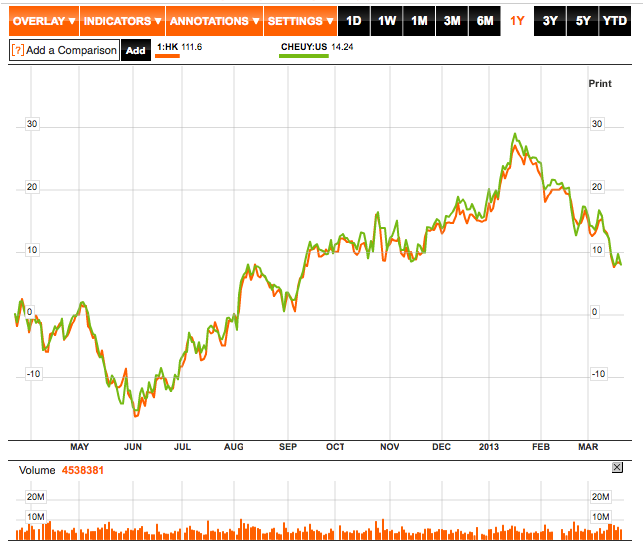 OVERLAY ▼ INDICATORS ▼ ANNOTATIONS ▼ SETTINGS ▼ 1D 1W 1M 3M 6M 1Y 3Y 5Y YTD
[?] Add a Comparison Add 1:HK 111.6 CHEUY:US 14.24
Print
30 30
20 20
10 10
0 0
-10 -10
MAY JUN JUL AUG SEP OCT NOV DEC 2013 FEB MAR
Volume 4538381 X
20M 20M
10M 10M